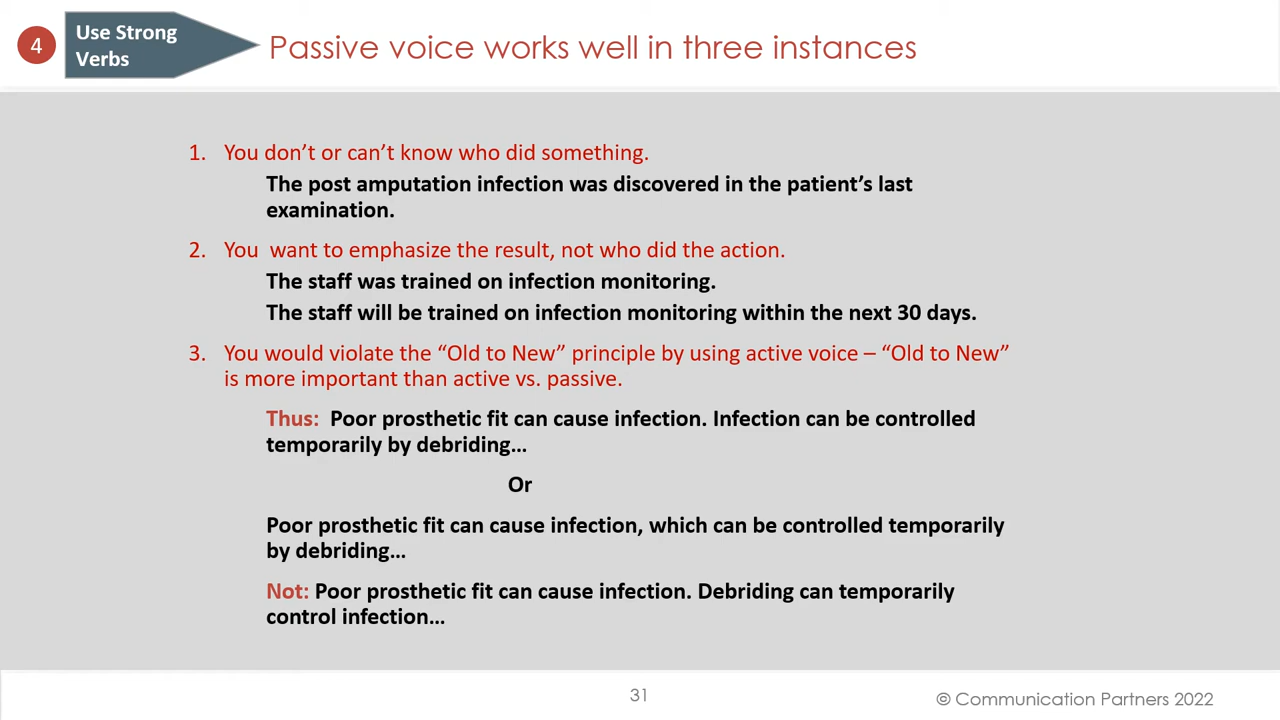 4
Use Strong
Verbs
Passive voice works well in three instances
1. You don’t or can’t know who did something.
The post amputation infection was discovered in the patient’s last
examination.
2. You  want to emphasize the result, not who did the action.
The staff was trained on infection monitoring.
The staff will be trained on infection monitoring within the next 30 days.
3. You would violate the “Old to New” principle by using active voice – “Old to New”
is more important than active vs. passive.
Thus: Poor prosthetic fit can cause infection. Infection can be controlled
temporarily by debriding…
Or
Poor prosthetic fit can cause infection, which can be controlled temporarily
by debriding…
Not: Poor prosthetic fit can cause infection. Debriding can temporarily
control infection…
31
© Communication Partners 2022